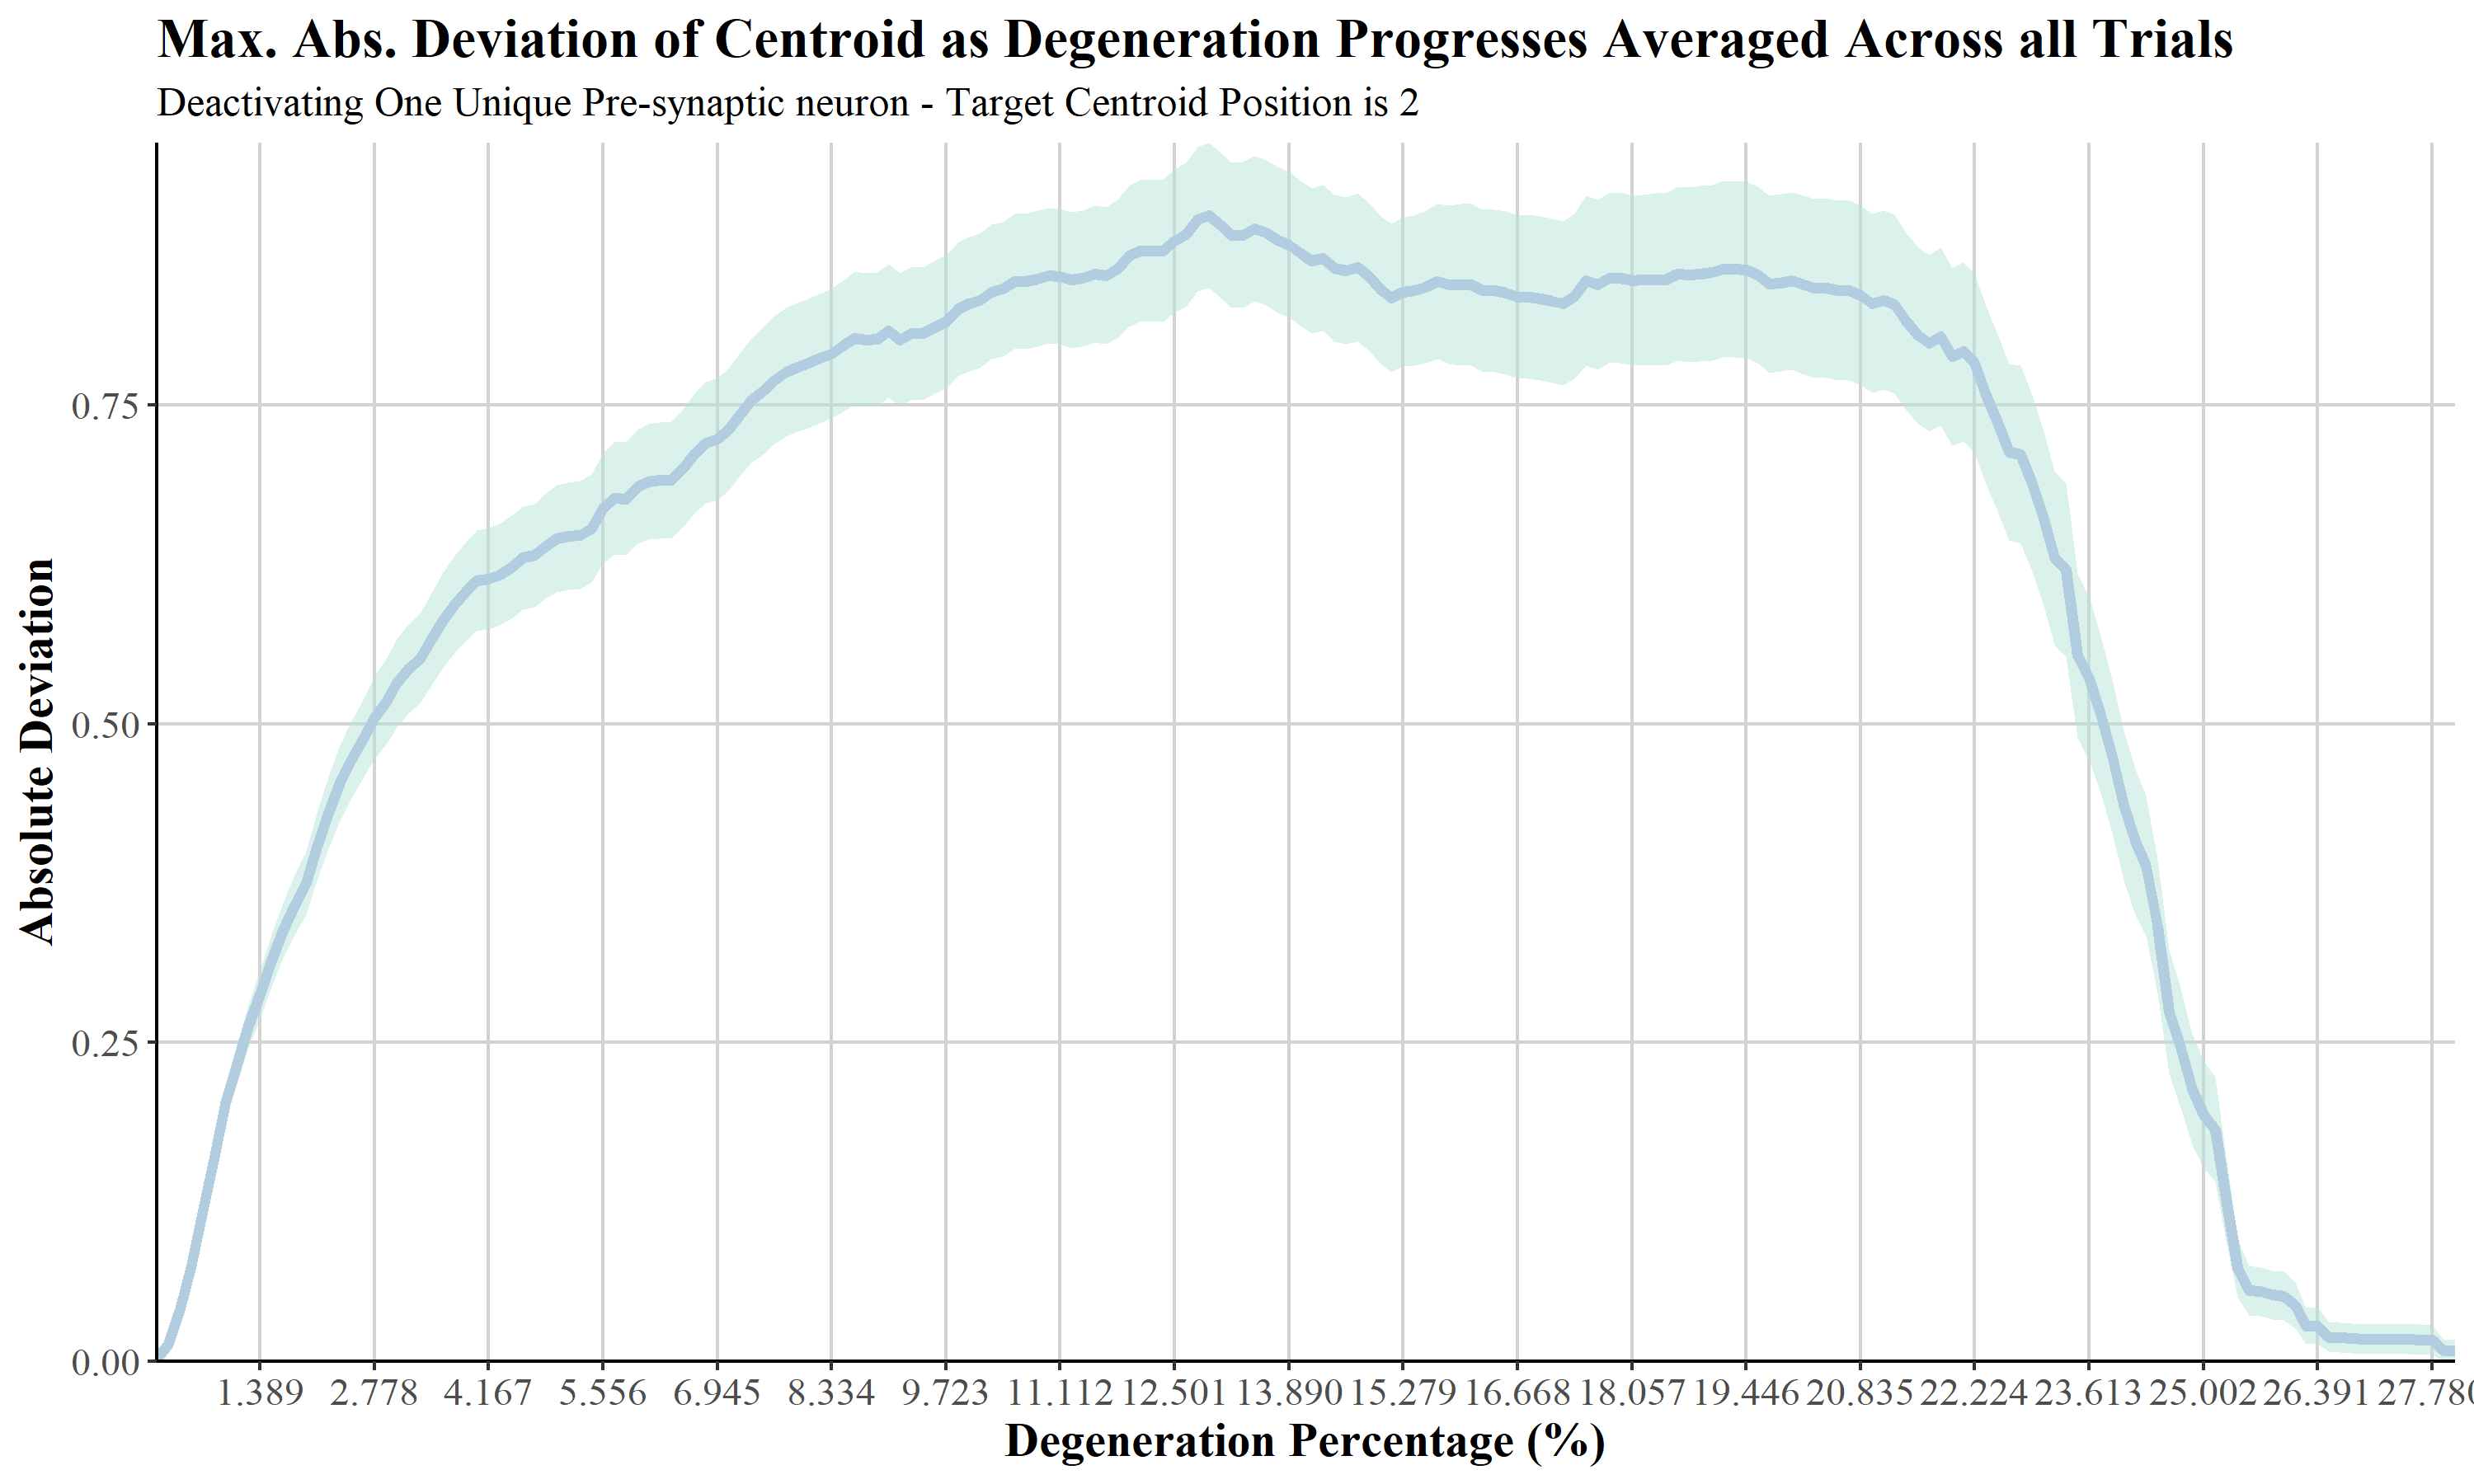 Max. Abs. Deviation of Centroid as Degeneration Progresses Averaged Across all Trials
Deactivating One Unique Pre-synaptic neuron - Target Centroid Position is 2
Absolute Deviation
0.75
0.50
0.25
0.00
1.389 2.778 4.167 5.556 6.945 8.334 9.723 11.112 12.501 13.890 15.279 16.668 18.057 19.446 20.835 22.224 23.613 25.002 26.391 27.780
Degeneration Percentage (%)